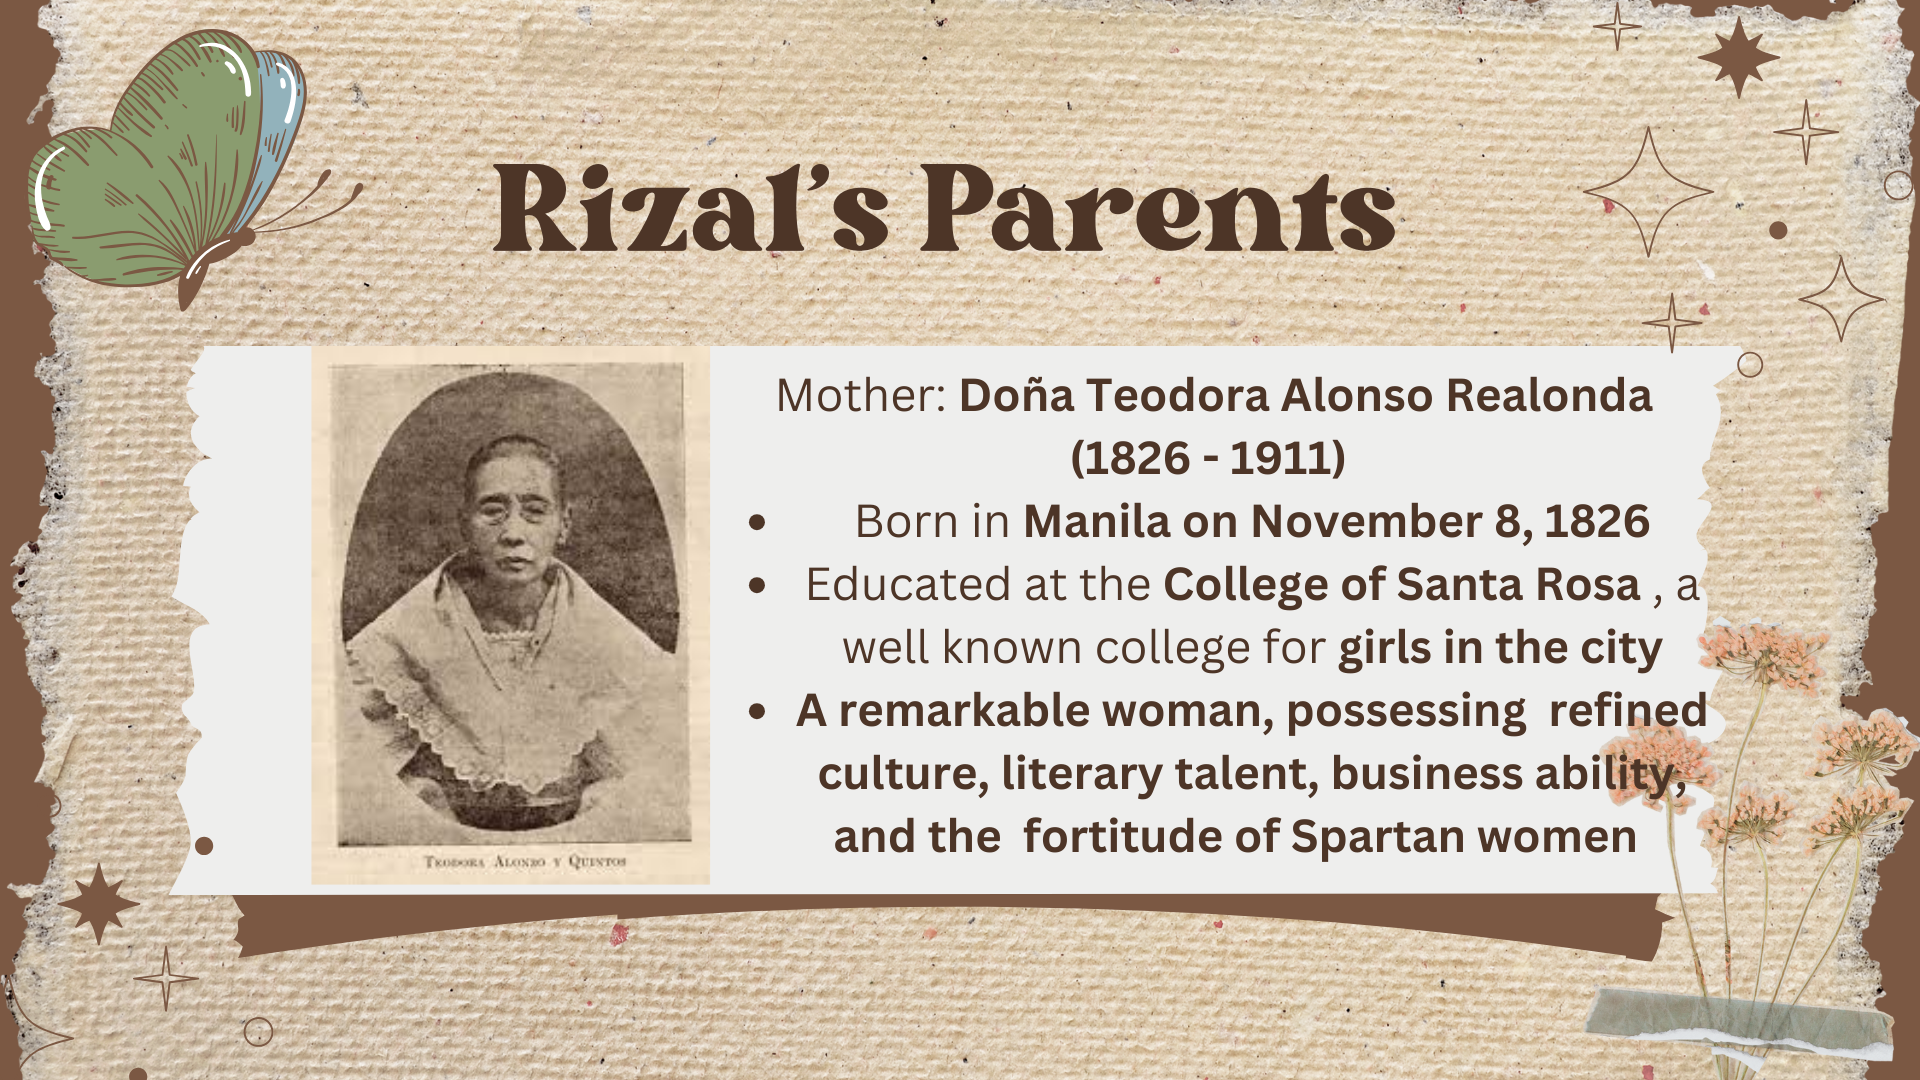 Rizal's Parents
Mother: Doña Teodora Alonso Realonda
(1826 - 1911)
• Born in Manila on November 8, 1826
• Educated at the College of Santa Rosa , a
well known college for girls in the city
• A remarkable woman, possessing refined
culture, literary talent, business ability,
and the fortitude of Spartan women
Teodora Alonzo y Quintos